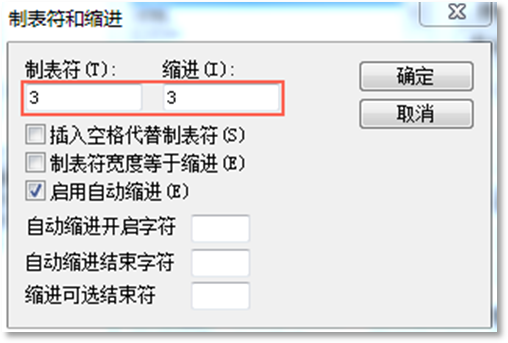 制表符和缩进
制表符(T): 缩进(I):
3 3
确定
取消
插入空格代替制表符(S)
制表符宽度等于缩进(E)
启用自动缩进(E)
自动缩进开启字符
自动缩进结束字符
缩进可选结束符